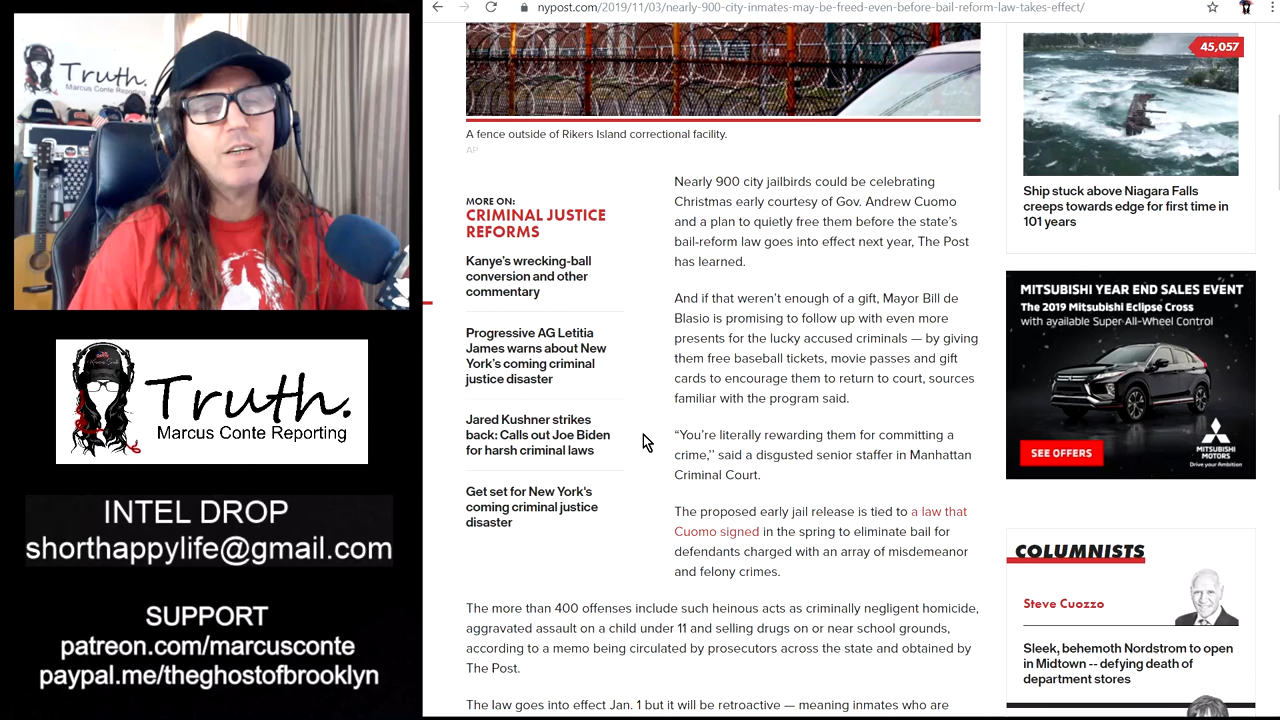 Truth.
Marcus Conte Reporting
Truth.
Marcus Conte Reporting
INTEL DROP
shorthappylife@gmail.com
SUPPORT
patreon.com/marcusconte
paypal.me/theghostofbrooklyn
nypost.com/2019/11/03/nearly-900-city-inmates-may-be-freed-even-before-bail-reform-law-takes-effect/
A fence outside of Rikers Island correctional facility.
AP
MORE ON:
CRIMINAL JUSTICE
REFORMS
Kanye's wrecking-ball
conversion and other
commentary
Progressive AG Letitia
James warns about New
York's coming criminal
justice disaster
Jared Kushner strikes
back: Calls out Joe Biden
for harsh criminal laws
Get set for New York's
coming criminal justice
disaster
Nearly 900 city jailbirds could be celebrating
Christmas early courtesy of Gov. Andrew Cuomo
and a plan to quietly free them before the state's
bail-reform law goes into effect next year, The Post
has learned.
And if that weren't enough of a gift, Mayor Bill de
Blasio is promising to follow up with even more
presents for the lucky accused criminals — by giving
them free baseball tickets, movie passes and gift
cards to encourage them to return to court, sources
familiar with the program said.
“You're literally rewarding them for committing a
crime,’’ said a disgusted senior staffer in Manhattan
Criminal Court.
The proposed early jail release is tied to a law that
Cuomo signed in the spring to eliminate bail for
defendants charged with an array of misdemeanor
and felony crimes.
The more than 400 offenses include such heinous acts as criminally negligent homicide,
aggravated assault on a child under 11 and selling drugs on or near school grounds,
according to a memo being circulated by prosecutors across the state and obtained by
The Post.
The law goes into effect Jan. 1 but it will be retroactive — meaning inmates who are
45,057
Ship stuck above Niagara Falls
creeps towards edge for first time in
101 years
MITSUBISHI YEAR END SALES EVENT
The 2019 Mitsubishi Eclipse Cross
with available Super All-Wheel Control
SEE OFFERS
MITSUBISHI
MOTORS
Drive your Ambition
COLUMNISTS
Steve Cuozzo
Sleek, behemoth Nordstrom to open
in Midtown -- defying death of
department stores